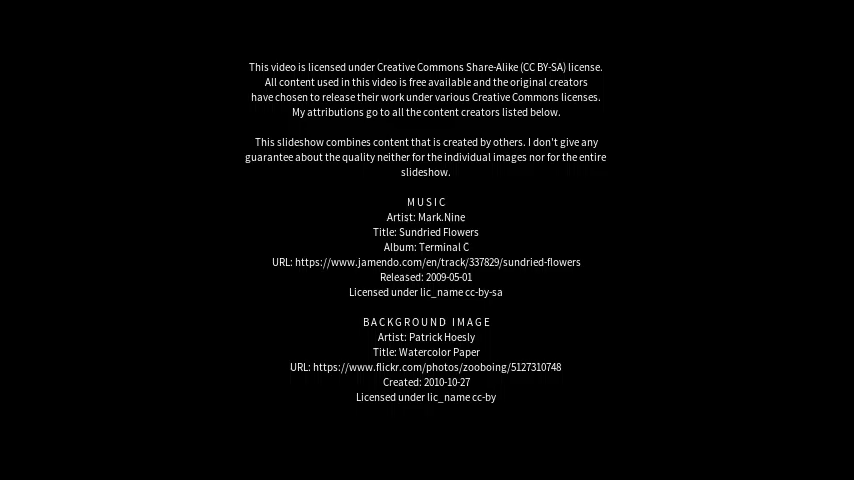 This video is licensed under Creative Commons Share-Alike (CC BY-SA) license.
All content used in this video is free available and the original creators
have chosen to release their work under various Creative Commons licenses.
My attributions go to all the content creators listed below.
This slideshow combines content that is created by others. I don't give any
guarantee about the quality neither for the individual images nor for the entire
slideshow.
MUSIC
Artist: Mark.Nine
Title: Sundried Flowers
Album: Terminal C
URL: https://www.jamendo.com/en/track/337829/sundried-flowers
Released: 2009-05-01
Licensed under lic_name cc-by-sa
BACKGROUND IMAGE
Artist: Patrick Hoesly
Title: Watercolor Paper
URL: https://www.flickr.com/photos/zooboing/5127310748
Created: 2010-10-27
Licensed under lic_name cc-by